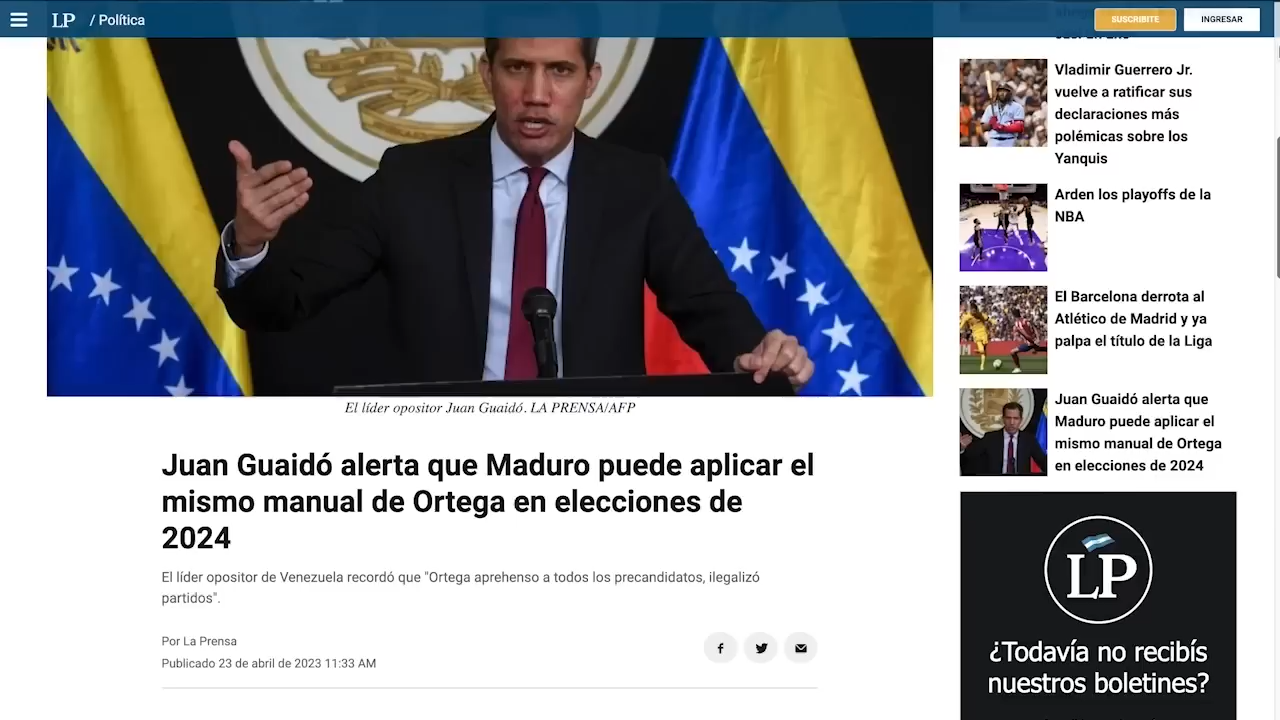 LP / Política
SUSCRIBITE
INGRESAR
Vladimir Guerrero Jr.
vuelve a ratificar sus
declaraciones más
polémicas sobre los
Yanquis
Arden los playoffs de la
NBA
El Barcelona derrota al
Atlético de Madrid y ya
palpa el título de la Liga
Juan Guaidó alerta que
Maduro puede aplicar el
mismo manual de Ortega
en elecciones de 2024
El líder opositor Juan Guaidó. LA PRENSA/AFP
Juan Guaidó alerta que Maduro puede aplicar el
mismo manual de Ortega en elecciones de
2024
El líder opositor de Venezuela recordó que "Ortega aprehenso a todos los precandidatos, ilegalizó
partidos".
Por La Prensa
Publicado 23 de abril de 2023 11:33 AM
LP
¿Todavía no recibís
nuestros boletines?